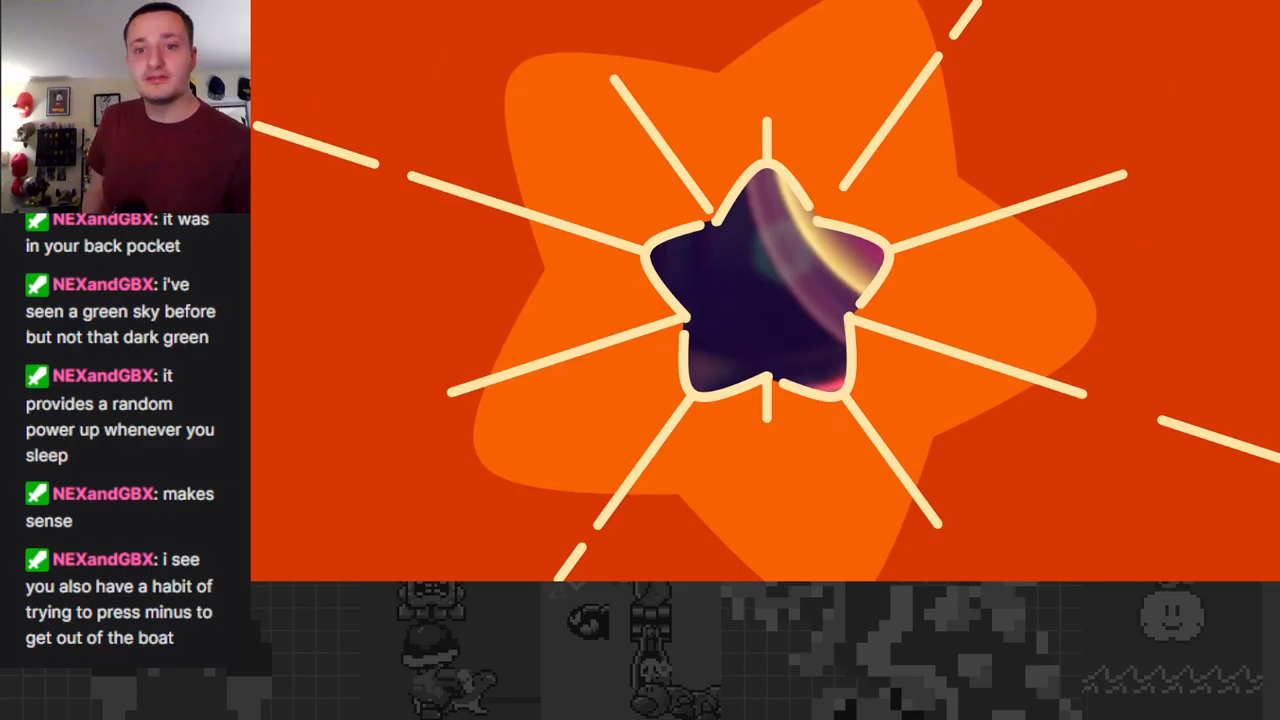 NEXandGBX: it was
in your back pocket
NEXandGBX: i've
seen a green sky before
but not that dark green
NEXandGBX: it
provides a random
power up whenever you
sleep
NEXandGBX: makes
sense
NEXandGBX: i see
you also have a habit of
trying to press minus to
get out of the boat